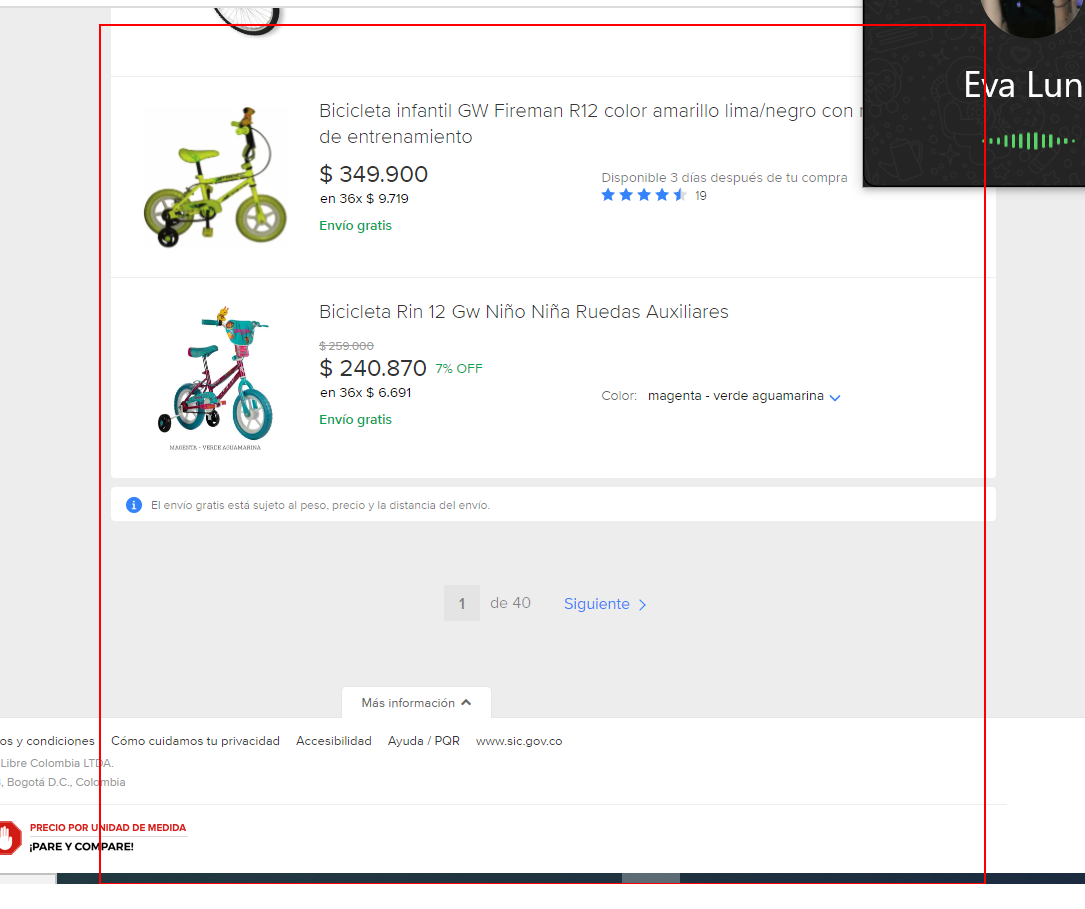 Eva Lun
Bicicleta infantil GW Fireman R12 color amarillo lima/negro con
de entrenamiento
$ 349.900
en 36x $ 9.719
Envío gratis
Disponible 3 días después de tu compra
19
Bicicleta Rin 12 Gw Niño Niña Ruedas Auxiliares
$ 259.000
$ 240.870 7% OFF
en 36x $ 6.691
Envío gratis
Color: magenta - verde aguamarina
MAGENTA - VERDE AGUAMARINA
El envío gratis está sujeto al peso, precio y la distancia del envío.
1 de 40 Siguiente
Más información
os y condiciones Cómo cuidamos tu privacidad Accesibilidad Ayuda / PQR www.sic.gov.co
Libre Colombia LTDA.
, Bogotá D.C., Colombia
PRECIO POR UNIDAD DE MEDIDA
¡PARE Y COMPARE!